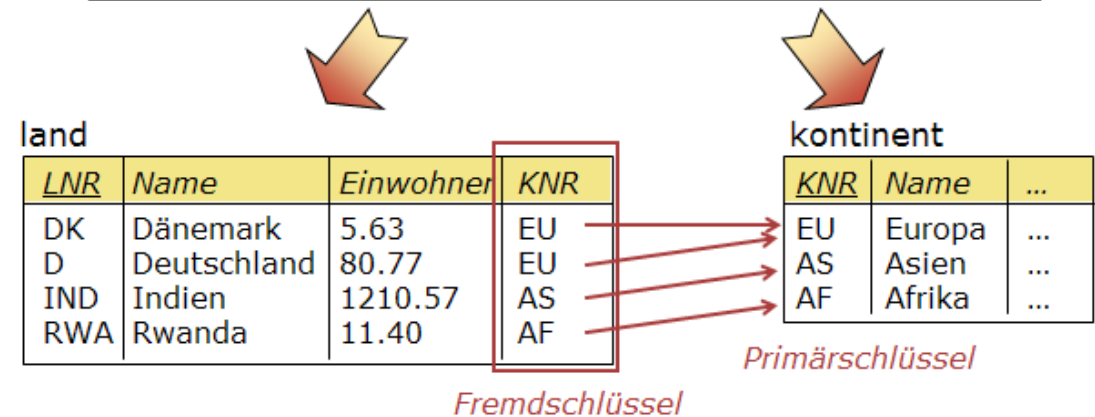 land
LNR Name Einwohner KNR
DK Dänemark 5.63 EU
D Deutschland 80.77 EU
IND Indien 1210.57 AS
RWA Rwanda 11.40 AF
Fremdschlüssel
kontinent
KNR Name ...
EU Europa ...
AS Asien ...
AF Afrika ...
Primärschlüssel